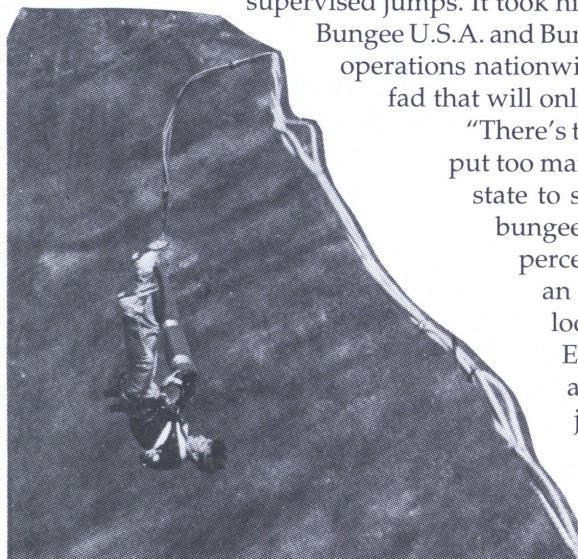 supervised jumps. It took hi
Bungee U.S.A. and Bun
operations nationwi
fad that will onl
"There's t
put too ma
state to s
bungee
perce
an
loc
E
a
j